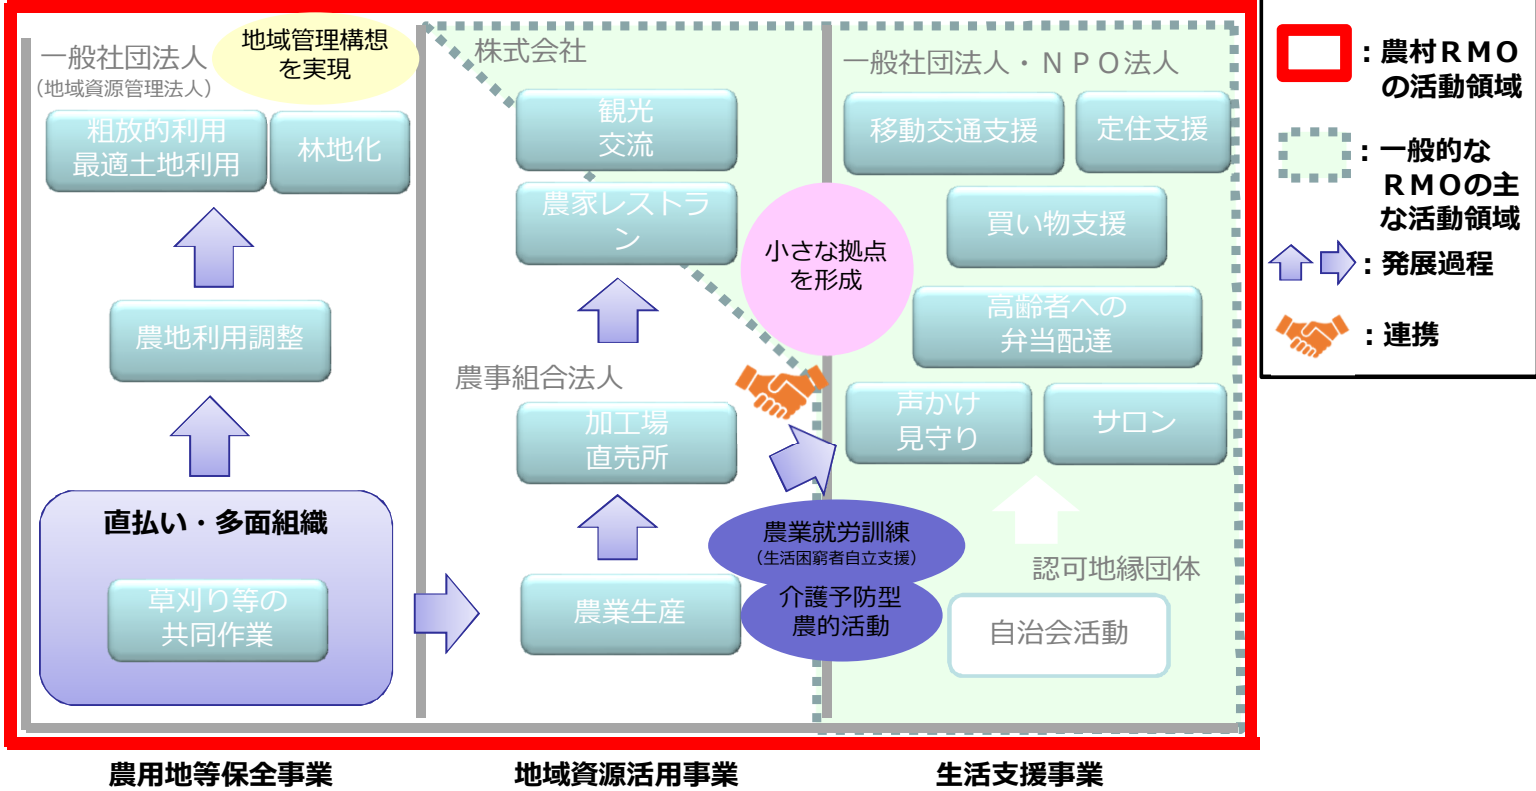 一般社団法人
（地域資源管理法人）
地域管理構想
を実現
粗放的利用
最適土地利用
林地化
農地利用調整
直払い・多面組織
草刈り等の
共同作業
株式会社
観光
交流
農家レストラ
ン
農事組合法人
加工場
直売所
農業生産
小さな拠点
を形成
農業就労訓練
（生活困窮者自立支援）
介護予防型
農的活動
一般社団法人・ＮＰＯ法人
移動交通支援
定住支援
買い物支援
高齢者への
弁当配達
声かけ
見守り
サロン
認可地縁団体
自治会活動
農用地等保全事業
地域資源活用事業
生活支援事業
：農村ＲＭＯ
の活動領域
：一般的な
ＲＭＯの主
な活動領域
：発展過程
：連携